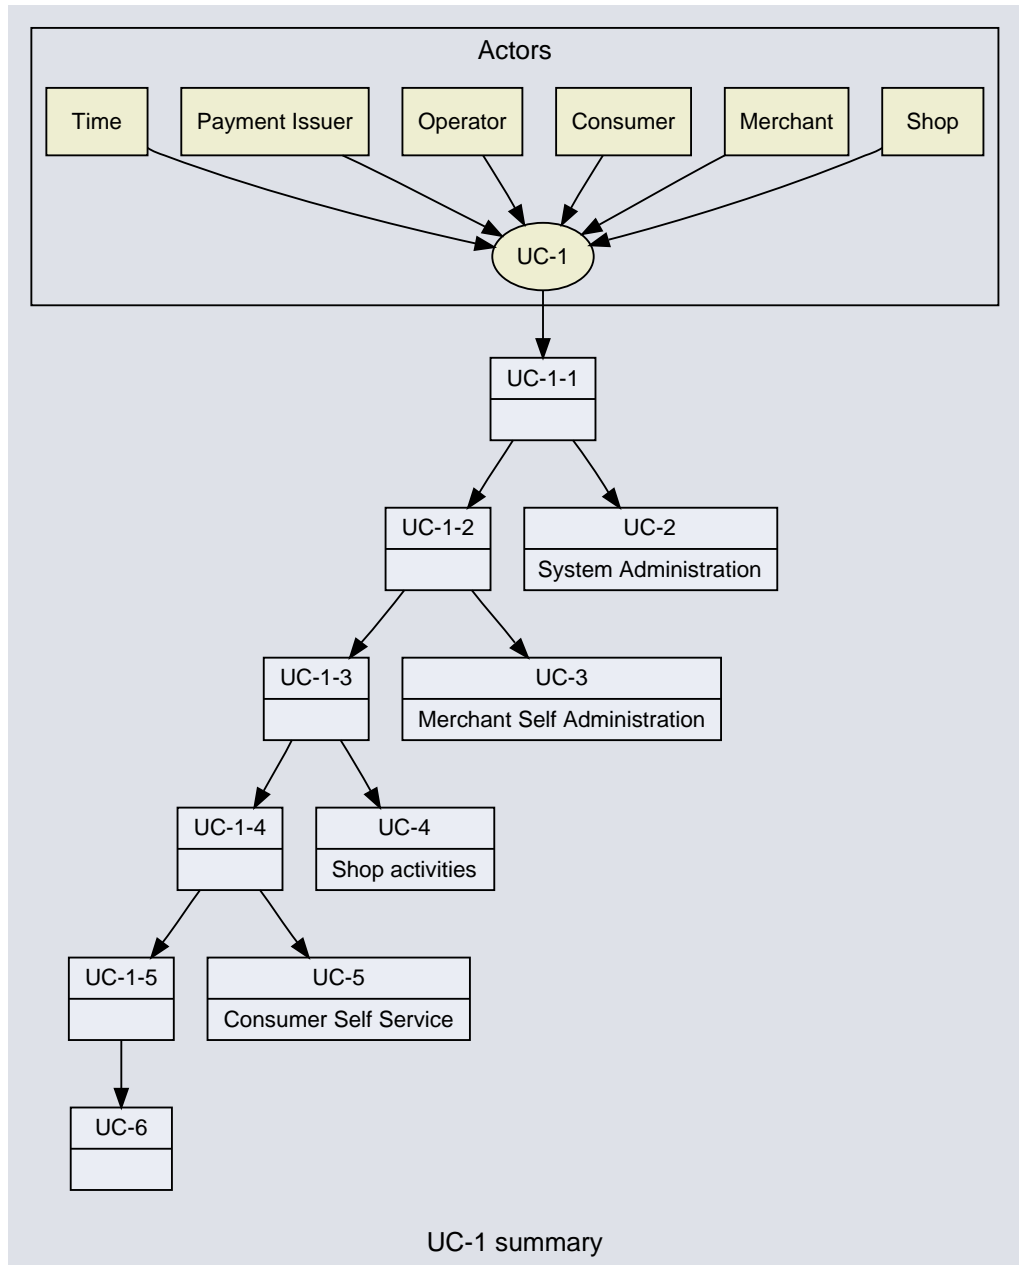 Actors
Time
Payment Issuer
Operator
Consumer
Merchant
Shop
UC-1
UC-1-1
UC-1-2
UC-2
System Administration
UC-1-3
UC-3
Merchant Self Administration
UC-1-4
UC-4
Shop activities
UC-1-5
UC-5
Consumer Self Service
UC-6
UC-1 summary